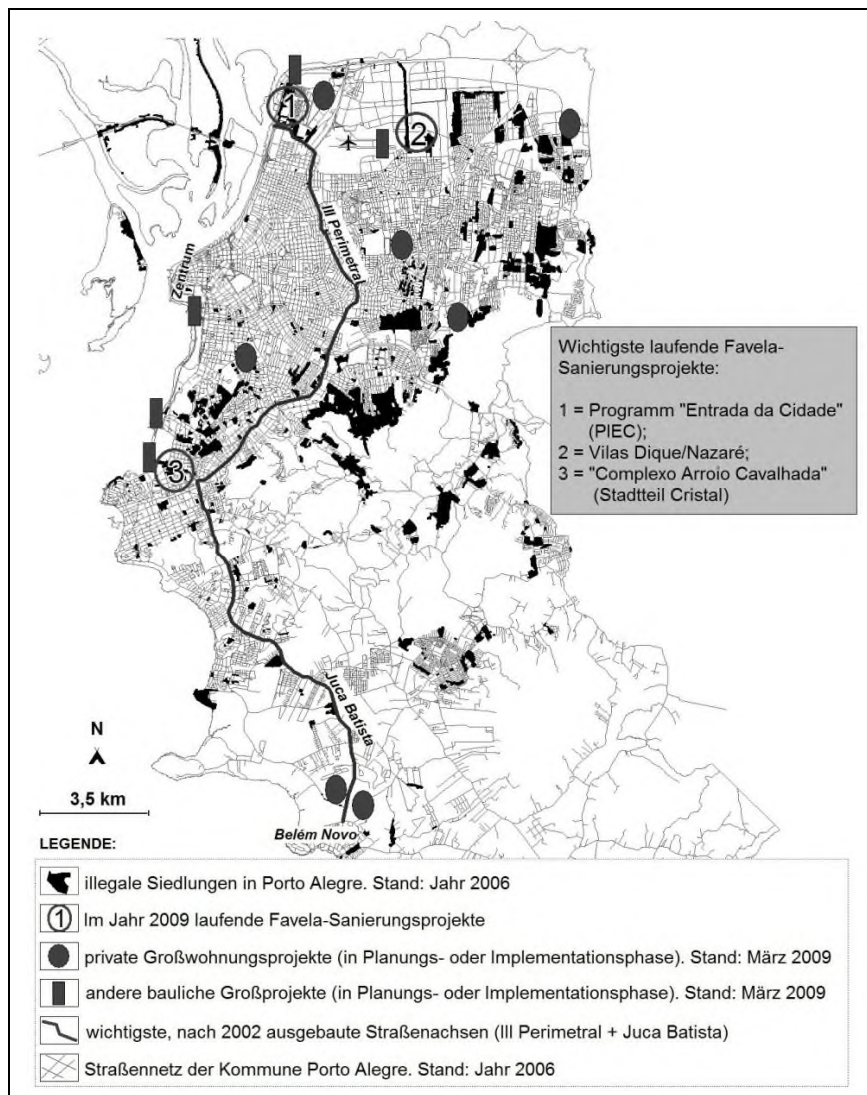 1
2
III Perimetral
Zentrum
Wichtigste laufende Favela-
Sanierungsprojekte:
1 = Programm "Entrada da Cidade"
(PIEC);
2 = Vilas Dique/Nazaré;
3 = "Complexo Arroio Cavalhada"
(Stadtteil Cristal)
3
Juca Batista
N
3,5 km
Belém Novo
LEGENDE:
illegale Siedlungen in Porto Alegre. Stand: Jahr 2006
1 Im Jahr 2009 laufende Favela-Sanierungsprojekte
private Großwohnungsprojekte (in Planungs- oder Implementationsphase). Stand: März 2009
andere bauliche Großprojekte (in Planungs- oder Implementationsphase). Stand: März 2009
wichtigste, nach 2002 ausgebaute Straßenachsen (III Perimetral + Juca Batista)
Straßennetz der Kommune Porto Alegre. Stand: Jahr 2006